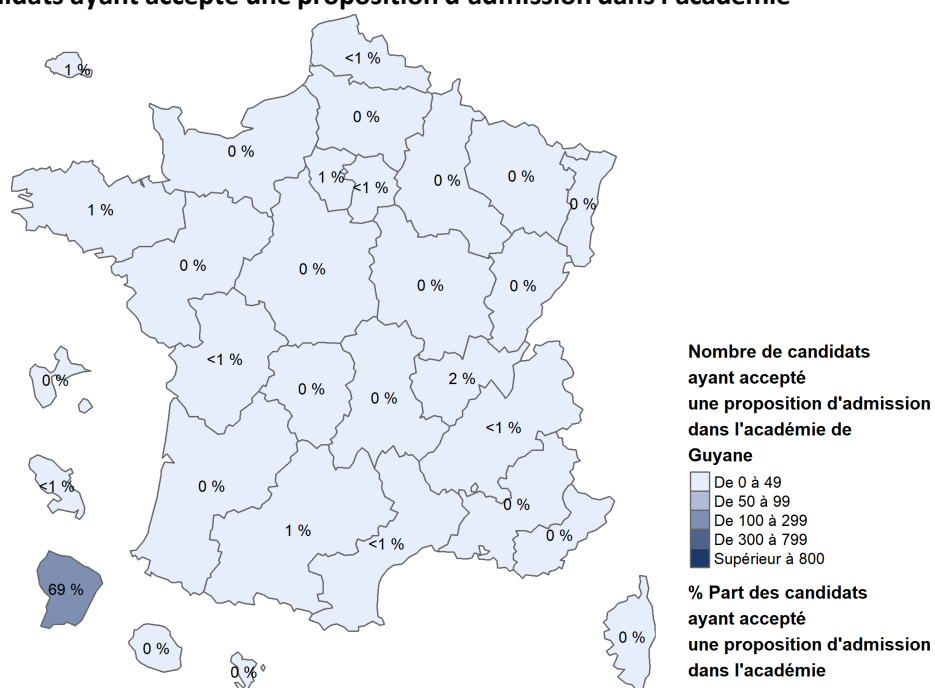 idats ayant accepté une proposition d'admission dans l'académie
<1 %
1 %
0 %
0 %
1 %
<1 %
0 %
0 %
0 %
1 %
0 %
0 %
0 %
0 %
<1 %
0 %
2 %
0 %
0 %
<1 %
<1 %
0 %
0 %
1 %
<1 %
0 %
69 %
0 %
0 %
0 %
Nombre de candidats
ayant accepté
une proposition d'admission
dans l'académie de
Guyane
De 0 à 49
De 50 à 99
De 100 à 299
De 300 à 799
Supérieur à 800
% Part des candidats
ayant accepté
une proposition d'admission
dans l'académie